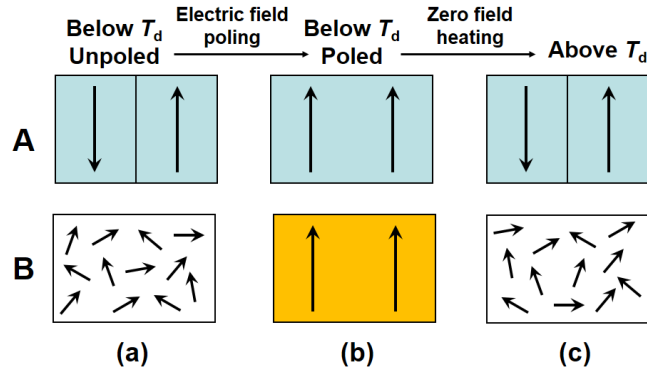 Below Td
Unpoled
Electric field
poling
Below Td
Poled
Zero field
heating
Above Td
A
B
(a)
(b)
(c)